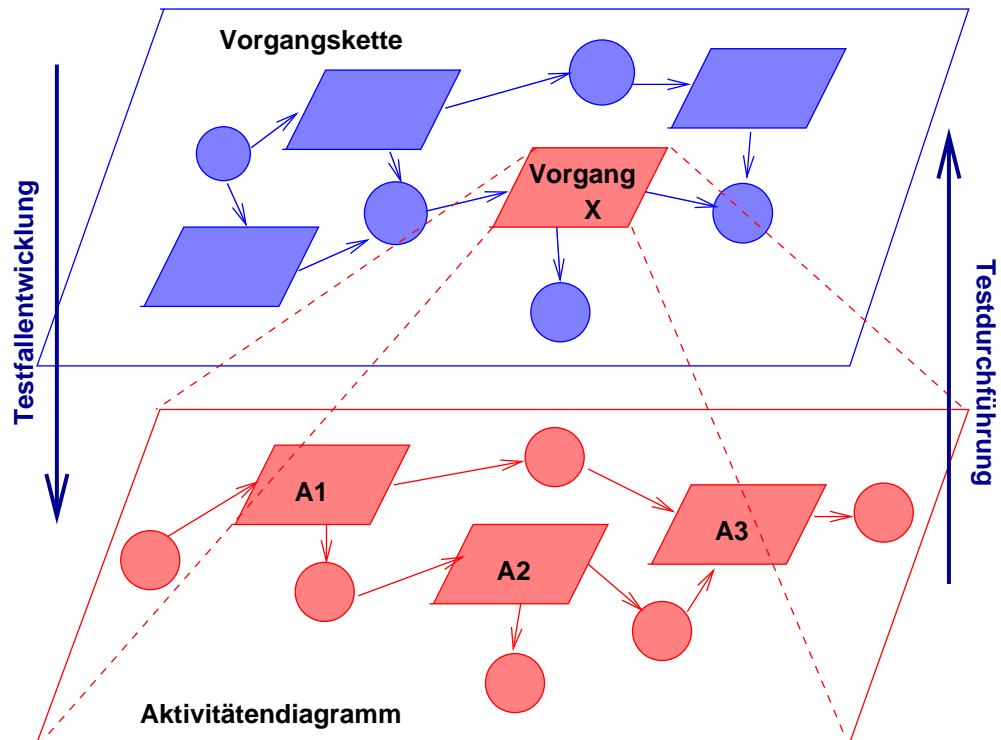 Vorgangskette
Testfallentwicklung
Vorgang
X
Testdurchführung
A1
A2
A3
Aktivitätendiagramm